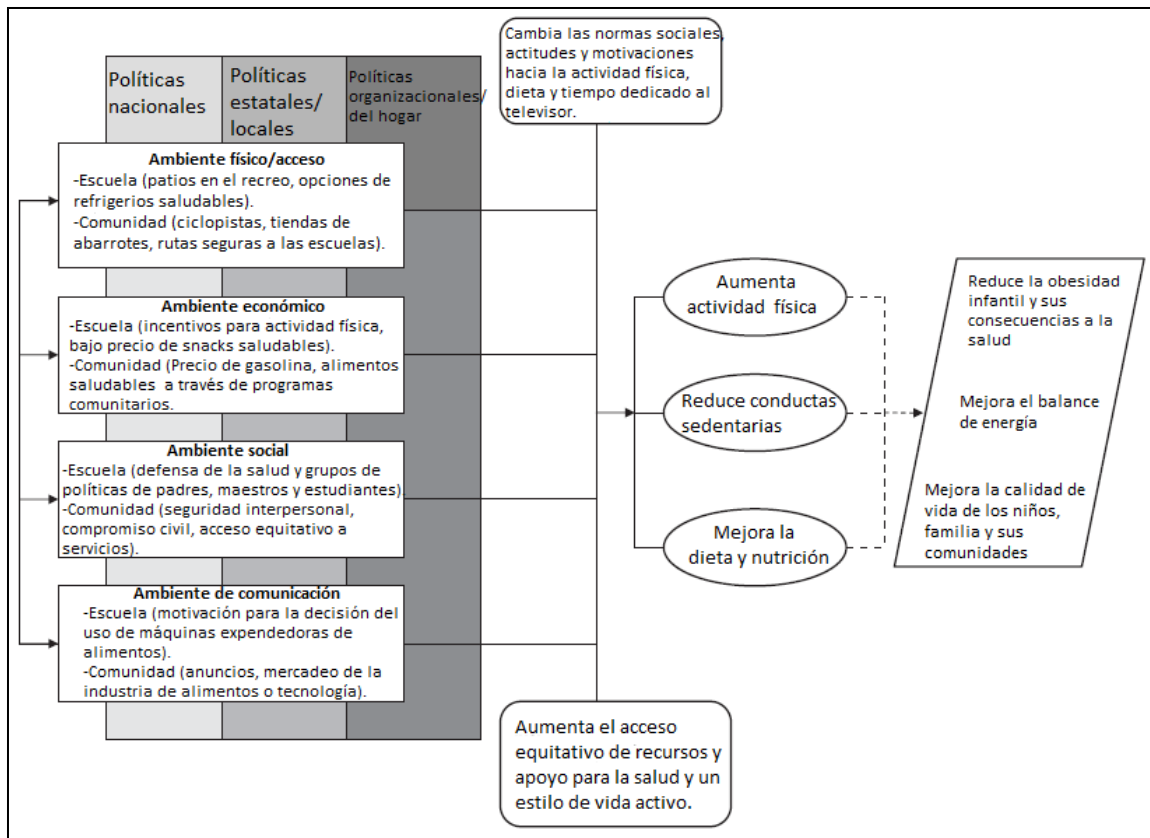 Cambia las normas sociales,
actitudes y motivaciones
hacia la actividad física,
dieta y tiempo dedicado al
televisor.
Políticas
nacionales
Políticas
estatales/
locales
Políticas
organizacionales/
del hogar
Ambiente físico/acceso
-Escuela (patios en el recreo, opciones de
refrigerios saludables).
-Comunidad (ciclopistas, tiendas de
abarrotes, rutas seguras a las escuelas).
Ambiente económico
-Escuela (incentivos para actividad física,
bajo precio de snacks saludables).
-Comunidad (Precio de gasolina, alimentos
saludables a través de programas
comunitarios.
Ambiente social
-Escuela (defensa de la salud y grupos de
políticas de padres, maestros y estudiantes).
-Comunidad (seguridad interpersonal,
compromiso civil, acceso equitativo a
servicios).
Ambiente de comunicación
-Escuela (motivación para la decisión del
uso de máquinas expendedoras de
alimentos).
-Comunidad (anuncios, mercadeo de la
industria de alimentos o tecnología).
Aumenta
actividad física
Reduce conductas
sedentarias
Mejora la
dieta y nutrición
Reduce la obesidad
infantil y sus
consecuencias a la
salud
Mejora el balance
de energía
Mejora la calidad de
vida de los niños,
familia y sus
comunidades
Aumenta el acceso
equitativo de recursos y
apoyo para la salud y un
estilo de vida activo.